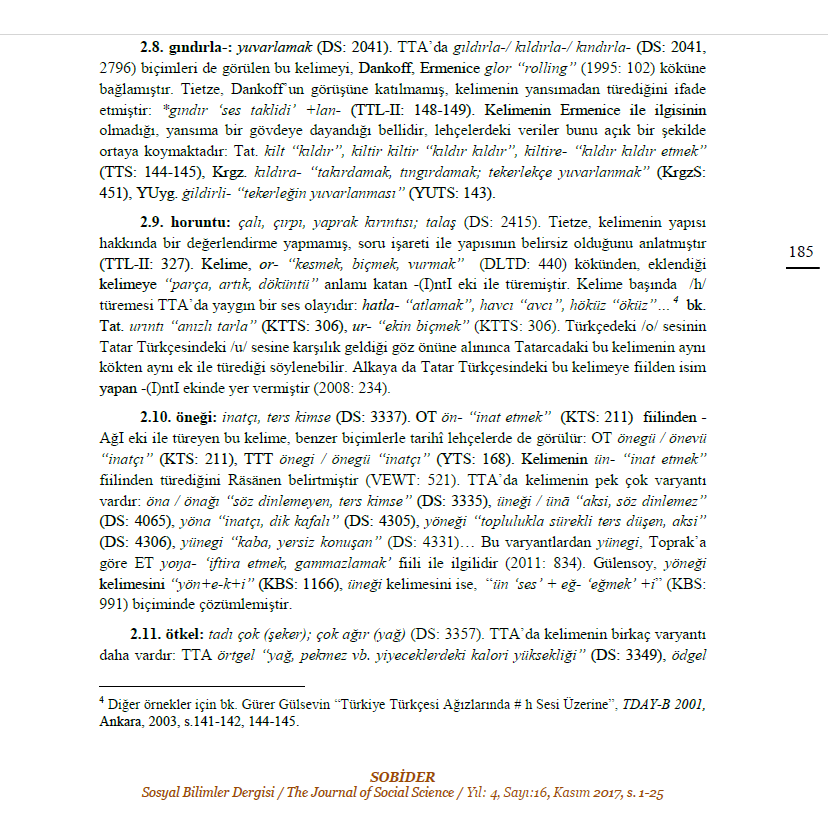 2.8. gındırla-: yuvarlamak (DS: 2041). TTA'da gıldırla-/ kıldırla-/ kındırla- (DS: 2041,
2796) biçimleri de görülen bu kelimeyi, Dankoff, Ermenice glor “rolling” (1995: 102) köküne
bağlamıştır. Tietze, Dankoff'un görüşüne katılmamış, kelimenin yansımadan türediğini ifade
etmiştir: *gındır ‘ses taklidi’ +lan- (TTL-II: 148-149). Kelimenin Ermenice ile ilgisinin
olmadığı, yansıma bir gövdeye dayandığı bellidir, lehçelerdeki veriler bunu açık bir şekilde
ortaya koymaktadır: Tat. kilt “kıldır”, kiltir kiltir “kıldır kıldır”, kiltire- “kıldır kıldır etmek”
(TTS: 144-145), Krgz. kıldıra- “takırdamak, tıngırdamak; tekerlekçe yuvarlanmak” (KrgzS:
451), YUyg. ġildirli- “tekerleğin yuvarlanması” (YUTS: 143).
2.9. horuntu: çalı, çırpı, yaprak kırıntısı; talaş (DS: 2415). Tietze, kelimenin yapısı
hakkında bir değerlendirme yapmamış, soru işareti ile yapısının belirsiz olduğunu anlatmıştır
(TTL-II: 327). Kelime, or- “kesmek, biçmek, vurmak” (DLTD: 440) kökünden, eklendiği
kelimeye “parça, artık, döküntü” anlamı katan -(I)ntI eki ile türemiştir. Kelime başında /h/
türemesi TTA'da yaygın bir ses olayıdır: hatla- “atlamak”, havcı “avcı”, höküz “öküz”… 4 bk.
Tat. urıntı “anızlı tarla” (KTTS: 306), ur- “ekin biçmek” (KTTS: 306). Türkçedeki /o/ sesinin
Tatar Türkçesindeki /u/ sesine karşılık geldiği göz önüne alınınca Tatarcadaki bu kelimenin aynı
kökten aynı ek ile türediği söylenebilir. Alkaya da Tatar Türkçesindeki bu kelimeye fiilden isim
yapan -(I)ntI ekinde yer vermiştir (2008: 234).
2.10. öneği: inatçı, ters kimse (DS: 3337). OT ön- “inat etmek” (KTS: 211) fiilinden -
AğI eki ile türeyen bu kelime, benzer biçimlerle tarihî lehçelerde de görülür: OT önegü / önevü
“inatçı” (KTS: 211), TTT önegi / önegü “inatçı” (YTS: 168). Kelimenin ün- “inat etmek”
fiilinden türediğini Räsänen belirtmiştir (VEWT: 521). TTA'da kelimenin pek çok varyantı
vardır: öna / önağı “söz dinlemeyen, ters kimse” (DS: 3335), üneği / ünā “aksi, söz dinlemez”
(DS: 4065), yöna “inatçı, dik kafalı” (DS: 4305), yöneği “toplulukla sürekli ters düşen, aksi”
(DS: 4306), yünegi “kaba, yersiz konuşan” (DS: 4331)… Bu varyantlardan yünegi, Toprak'a
göre ET yoŋa- ‘iftira etmek, gammazlamak’ fiili ile ilgilidir (2011: 834). Gülensoy, yöneği
kelimesini “yön+e-k+i” (KBS: 1166), üneği kelimesini ise, “ün ‘ses’ + eğ- ‘eğmek’ +i” (KBS:
991) biçiminde çözümlemiştir.
2.11. ötkel: tadı çok (şeker); çok ağır (yağ) (DS: 3357). TTA'da kelimenin birkaç varyantı
daha vardır: TTA örtgel “yağ, pekmez vb. yiyeceklerdeki kalori yüksekliği” (DS: 3349), ödgel
185
4 Diğer örnekler için bk. Gürer Gülsevin “Türkiye Türkçesi Ağızlarında # h Sesi Üzerine”, TDAY-B 2001,
Ankara, 2003, s.141-142, 144-145.
SOBİDER
Sosyal Bilimler Dergisi / The Journal of Social Science / Yıl: 4, Sayı:16, Kasım 2017, s. 1-25